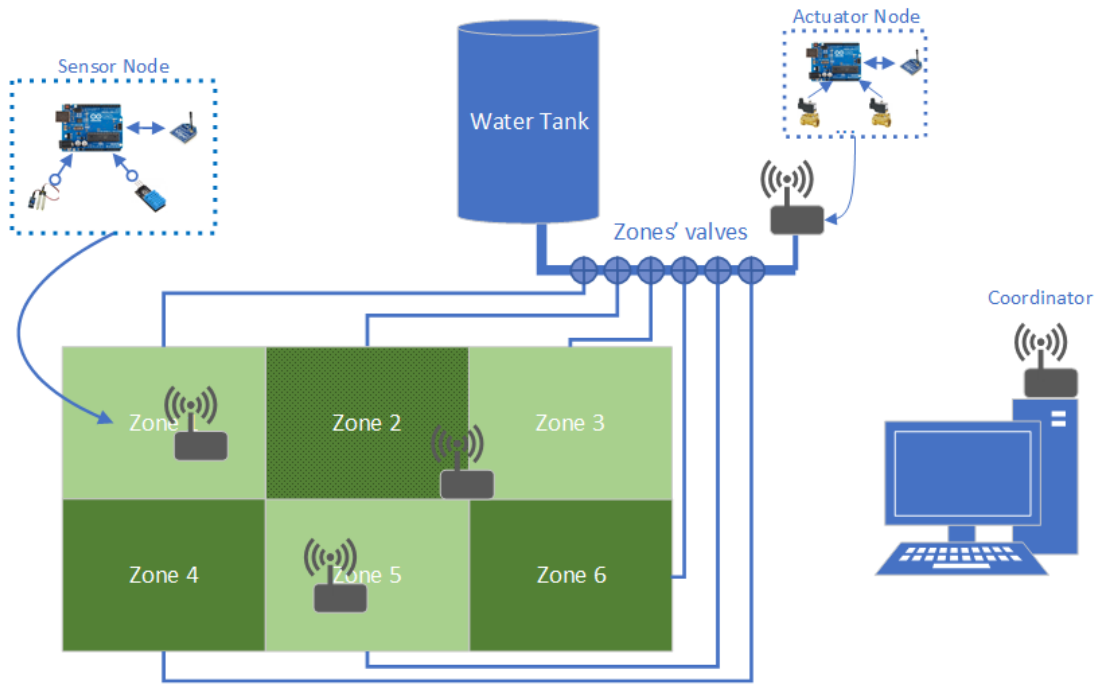 Actuator Node
Sensor Node
Water Tank
Zones' valves
Coordinator
Zone 1
Zone 2
Zone 3
Zone 4
Zone 5
Zone 6